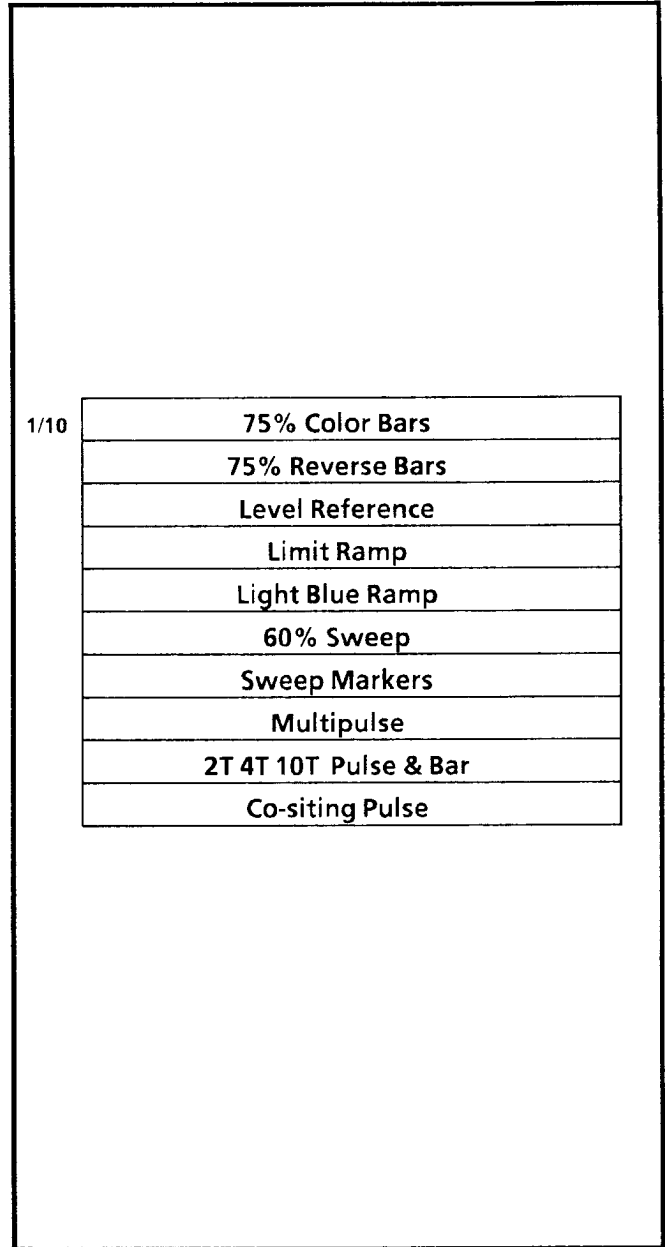 1/10 75% Color Bars
75% Reverse Bars
Level Reference
Limit Ramp
Light Blue Ramp
60% Sweep
Sweep Markers
Multipulse
2T 4T 10T Pulse & Bar
Co-siting Pulse